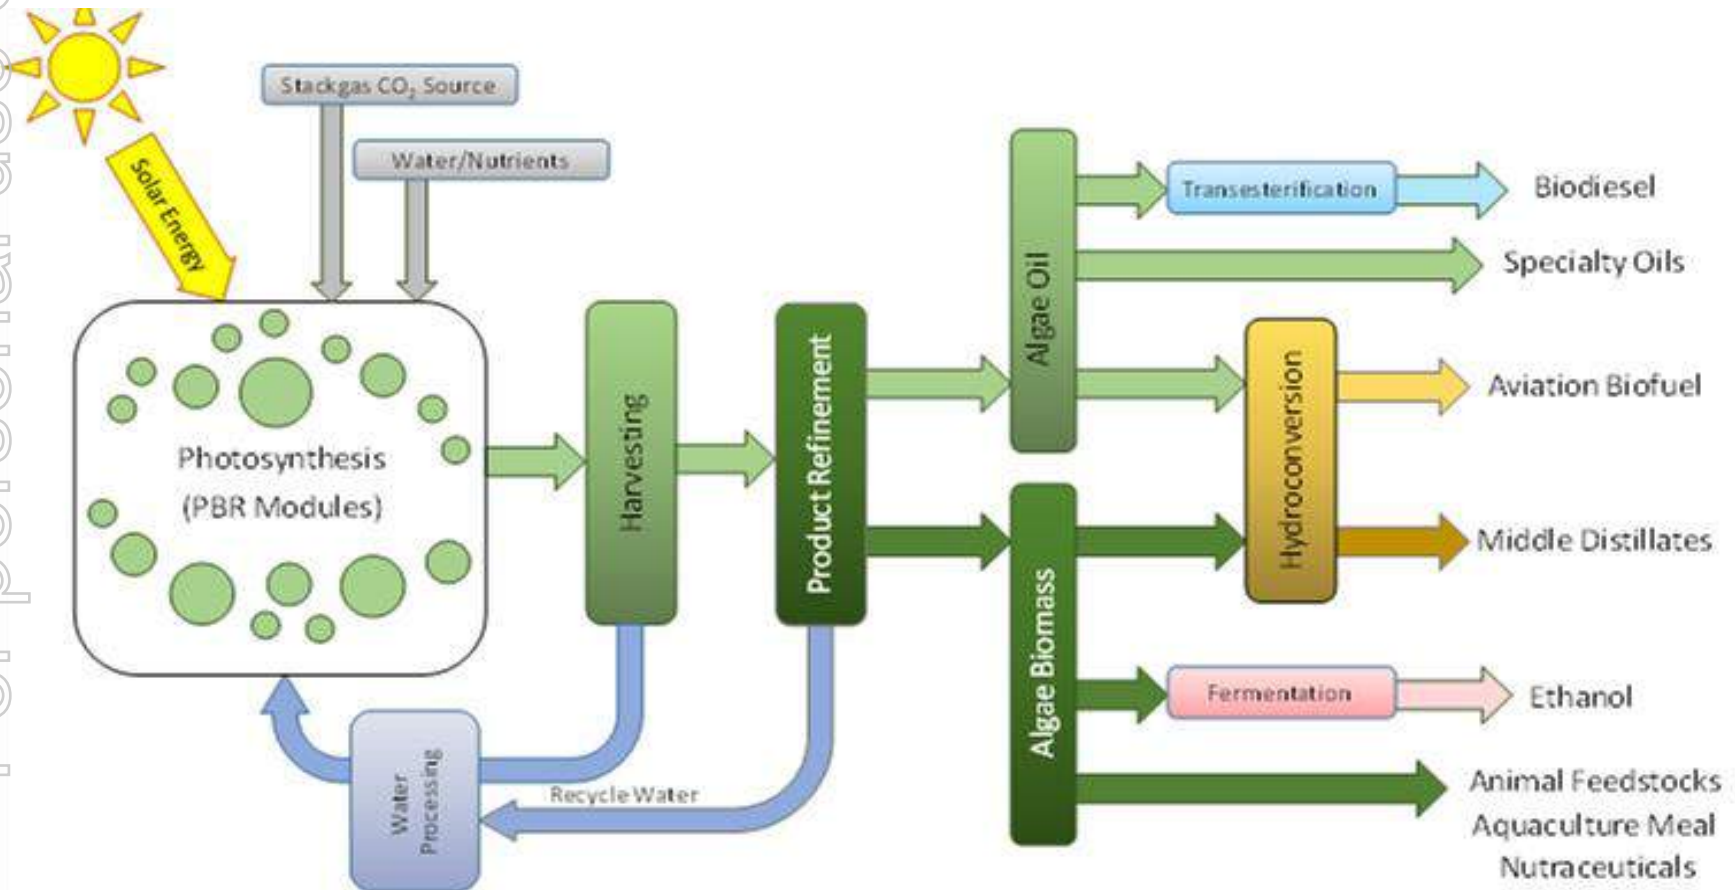 Stackgas CO₂ Source
Water/Nutrients
Solar Energy
Photosynthesis
(PBR Modules)
Harvesting
Product Refinement
Water
Processing
Recycle Water
Algae Oil
Algae Biomass
Transesterification
Biodiesel
Specialty Oils
Hydroconversion
Aviation Biofuel
Middle Distillates
Fermentation
Ethanol
Animal Feedstocks
Aquaculture Meal
Nutraceuticals